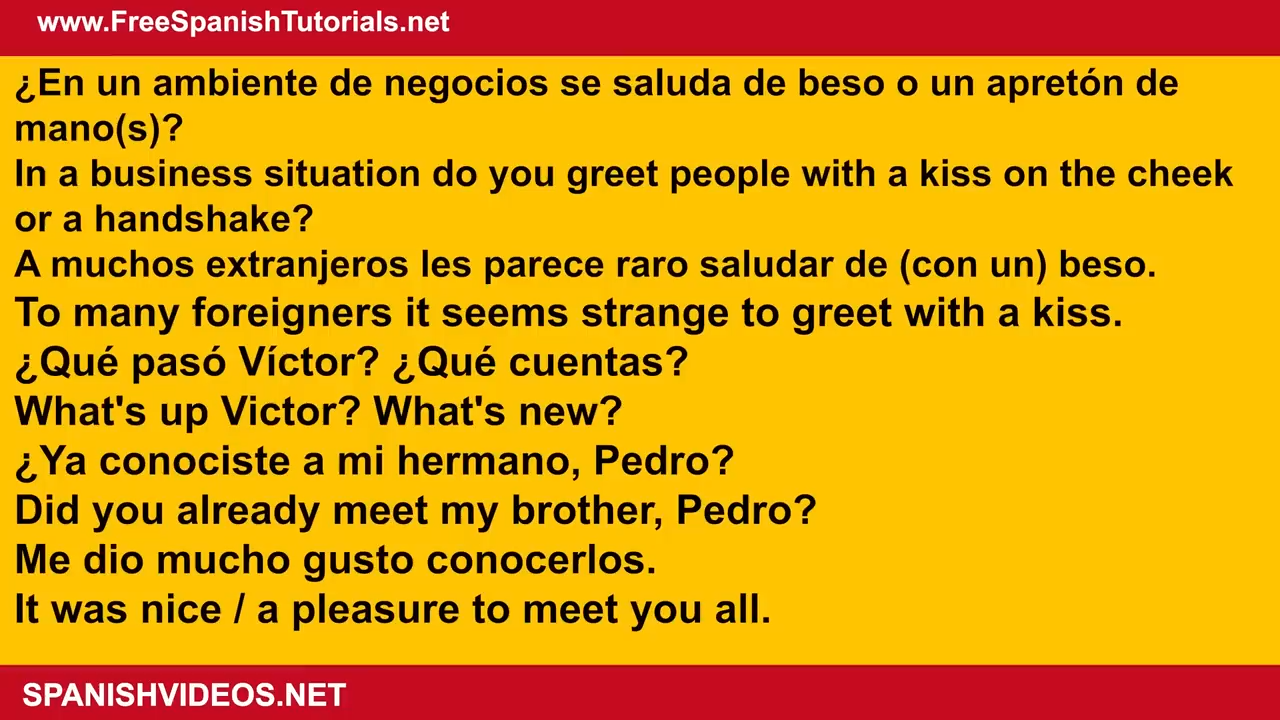 www.FreeSpanishTutorials.net
¿En un ambiente de negocios se saluda de beso o un apretón de
mano(s)?
In a business situation do you greet people with a kiss on the cheek
or a handshake?
A muchos extranjeros les parece raro saludar de (con un) beso.
To many foreigners it seems strange to greet with a kiss.
¿Qué pasó Víctor? ¿Qué cuentas?
What's up Victor? What's new?
¿Ya conociste a mi hermano, Pedro?
Did you already meet my brother, Pedro?
Me dio mucho gusto conocerlos.
It was nice / a pleasure to meet you all.
SPANISHVIDEOS.NET